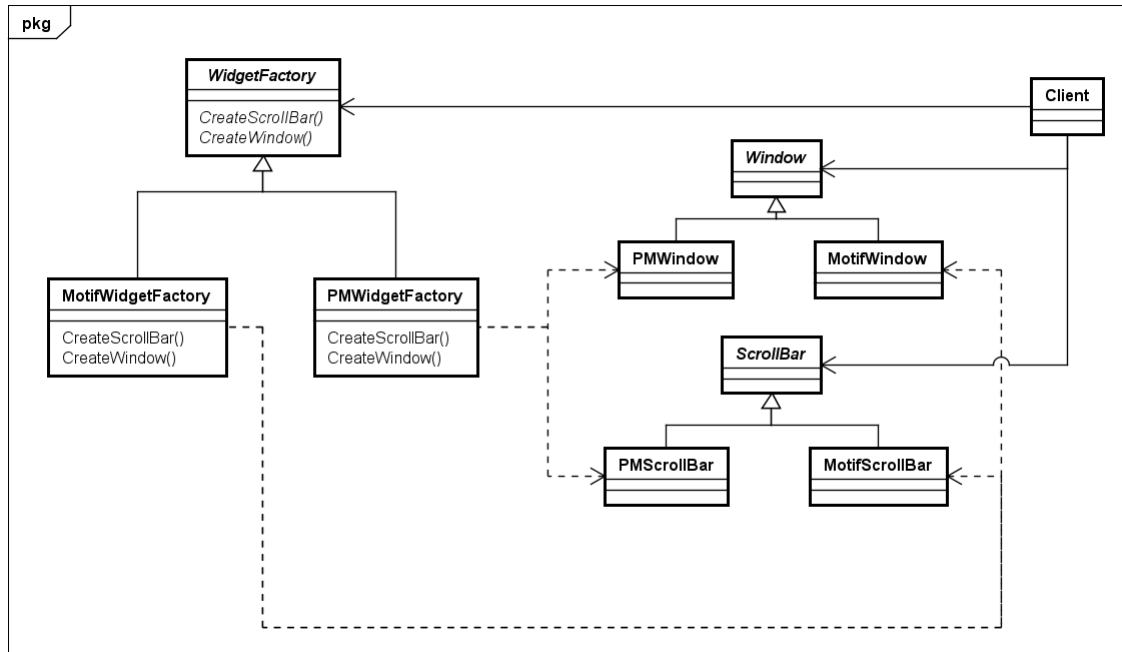 pkg
WidgetFactory
CreateScrollBar()
CreateWindow()
Client
Window
PMWindow
MotifWindow
MotifWidgetFactory
CreateScrollBar()
CreateWindow()
PMWidgetFactory
CreateScrollBar()
CreateWindow()
ScrollBar
PMScrollBar
MotifScrollBar